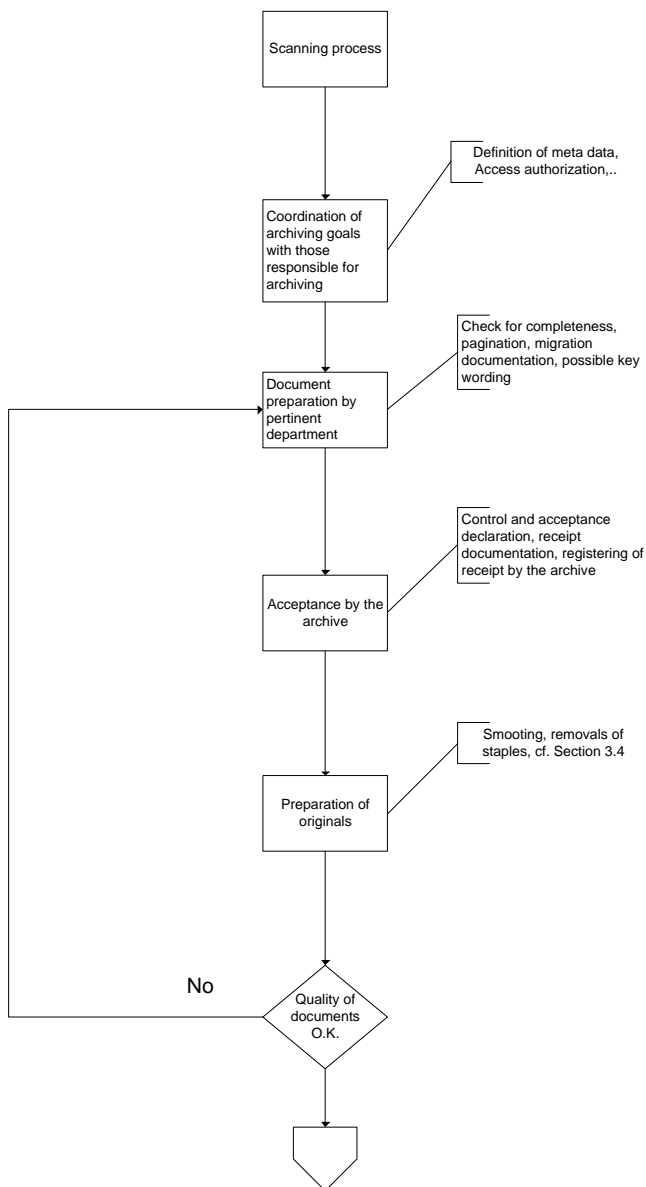 Scanning process
Definition of meta data,
Access authorization,..
Coordination of
archiving goals
with those
responsible for
archiving
Check for completeness,
pagination, migration
documentation, possible key
wording
Document
preparation by
pertinent
department
Control and acceptance
declaration, receipt
documentation, registering of
receipt by the archive
Acceptance by the
archive
Smooting, removals of
staples, cf. Section 3.4
Preparation of
originals
No
Quality of
documents
O.K.